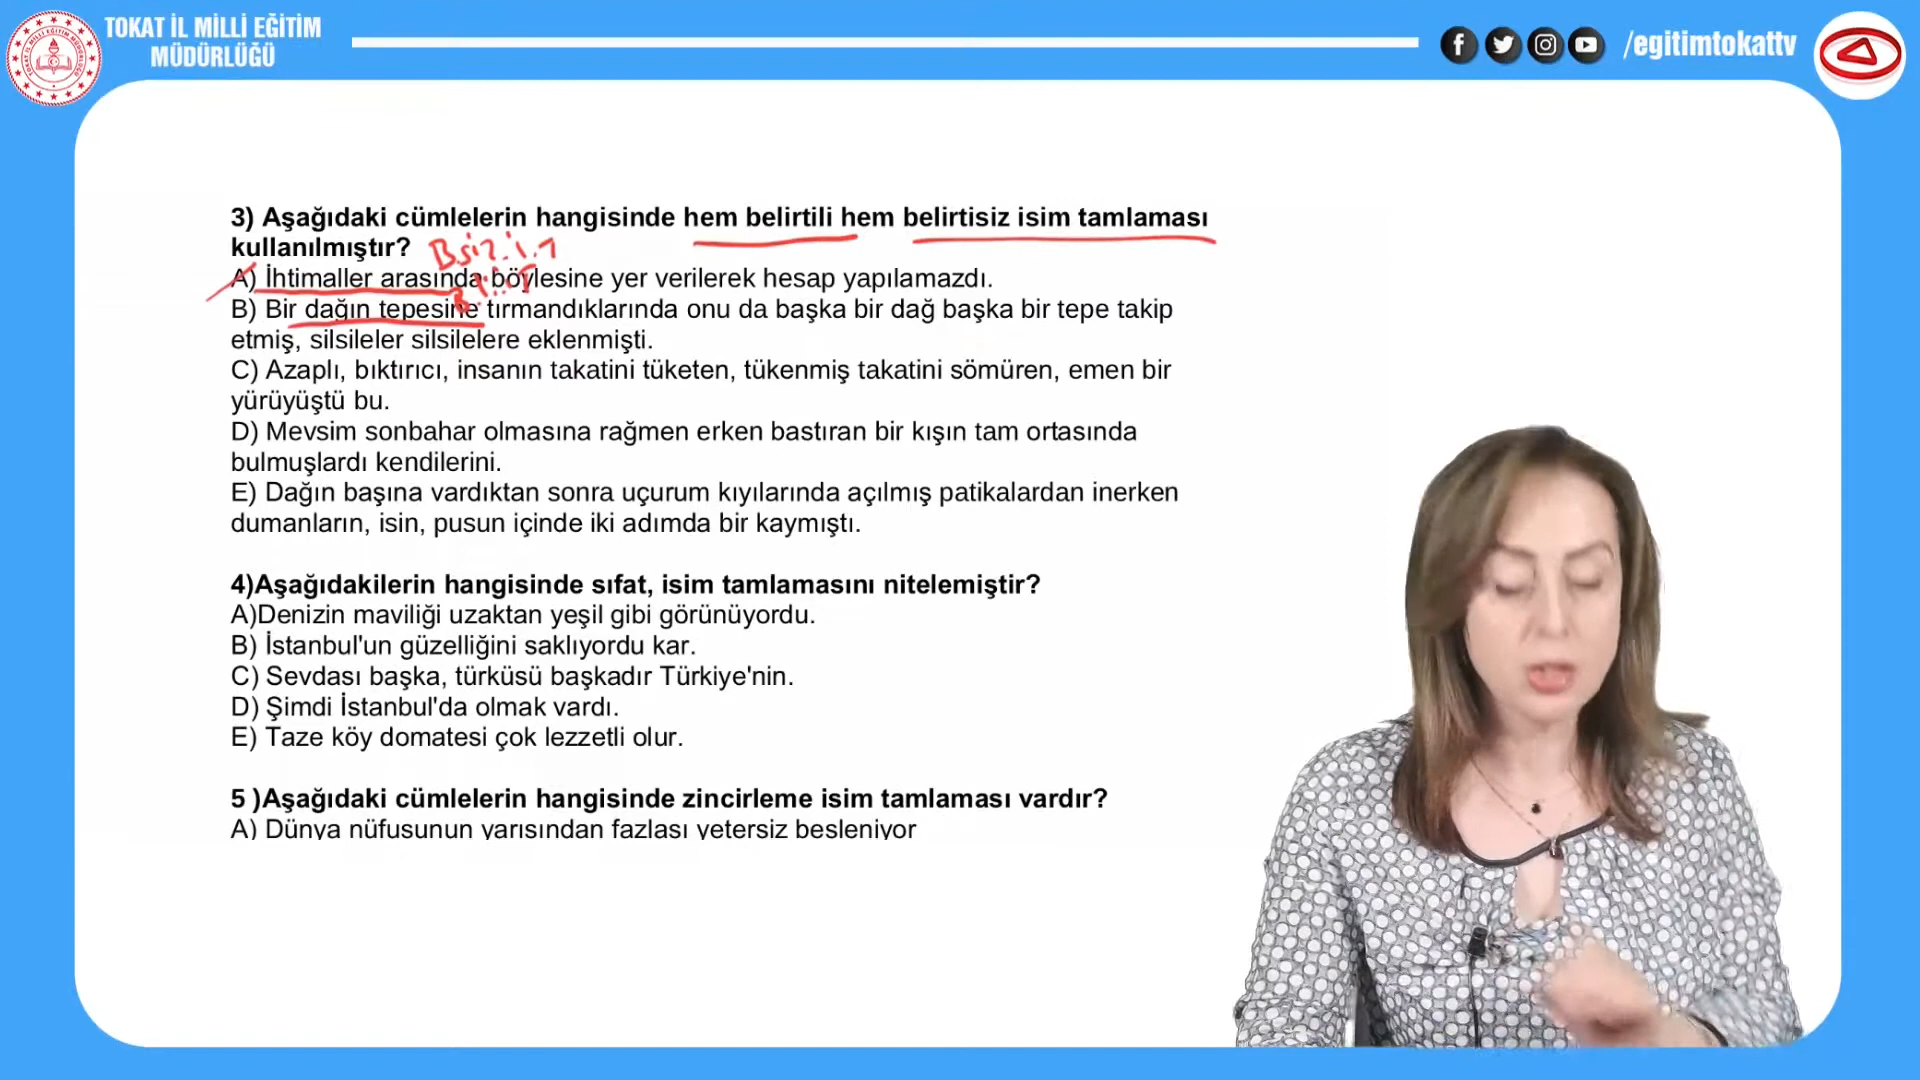 TOKAT İL MİLLİ EĞİTİM
MÜDÜRLÜĞÜ
/egitimtokattv
3) Aşağıdaki cümlelerin hangisinde hem belirtili hem belirtisiz isim tamlaması
kullanılmıştır?
A) İhtimaller arasında böylesine yer verilerek hesap yapılamazdı.
B) Bir dağın tepesine tırmandıklarında onu da başka bir dağ başka bir tepe takip
etmiş, silsileler silsilelere eklenmişti.
C) Azaplı, bıktırıcı, insanın takatini tüketen, tükenmiş takatini sömüren, emen bir
yürüyüştü bu.
D) Mevsim sonbahar olmasına rağmen erken bastıran bir kışın tam ortasında
bulmuşlardı kendilerini.
E) Dağın başına vardıktan sonra uçurum kıyılarında açılmış patikalardan inerken
dumanların, isin, pusun içinde iki adımda bir kaymıştı.
4)Aşağıdakilerin hangisinde sıfat, isim tamlamasını nitelemiştir?
A)Denizin maviliği uzaktan yeşil gibi görünüyordu.
B) İstanbul'un güzelliğini saklıyordu kar.
C) Sevdası başka, türküsü başkadır Türkiye'nin.
D) Şimdi İstanbul'da olmak vardı.
E) Taze köy domatesi çok lezzetli olur.
5 )Aşağıdaki cümlelerin hangisinde zincirleme isim tamlaması vardır?
A) Dünya nüfusunun yarısından fazlası yetersiz besleniyor